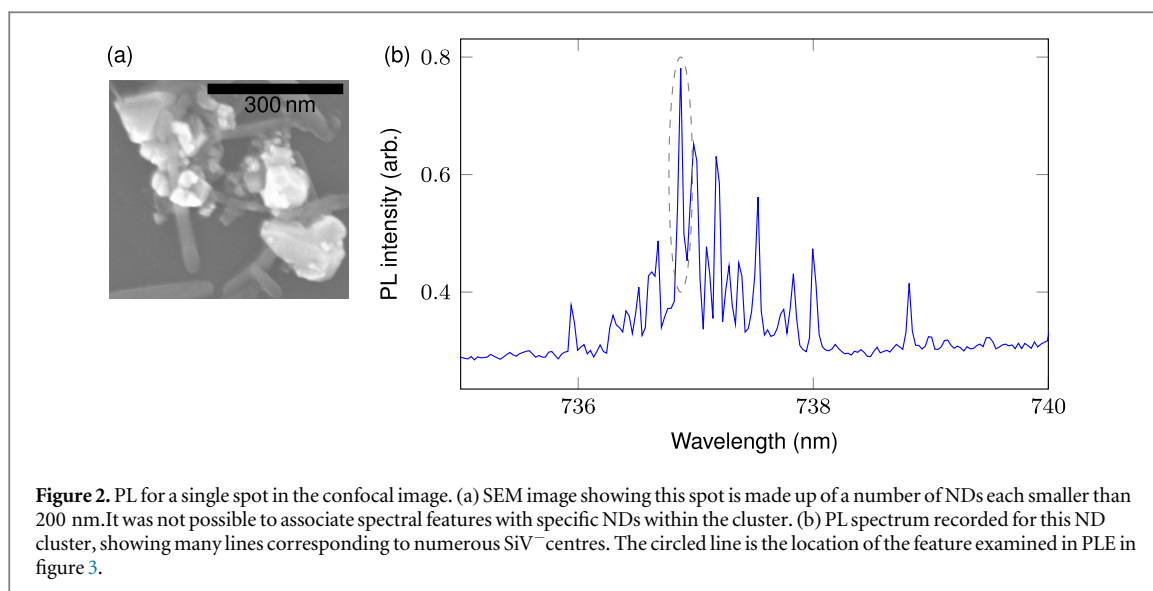 (a)
300 nm
(b)
0.8
0.6
0.4
PL intensity (arb.)
736
738
740
Wavelength (nm)
Figure 2. PL for a single spot in the confocal image. (a) SEM image showing this spot is made up of a number of NDs each smaller than
200 nm.It was not possible to associate spectral features with specific NDs within the cluster. (b) PL spectrum recorded for this ND
cluster, showing many lines corresponding to numerous SiV⁻centres. The circled line is the location of the feature examined in PLE in
figure 3.